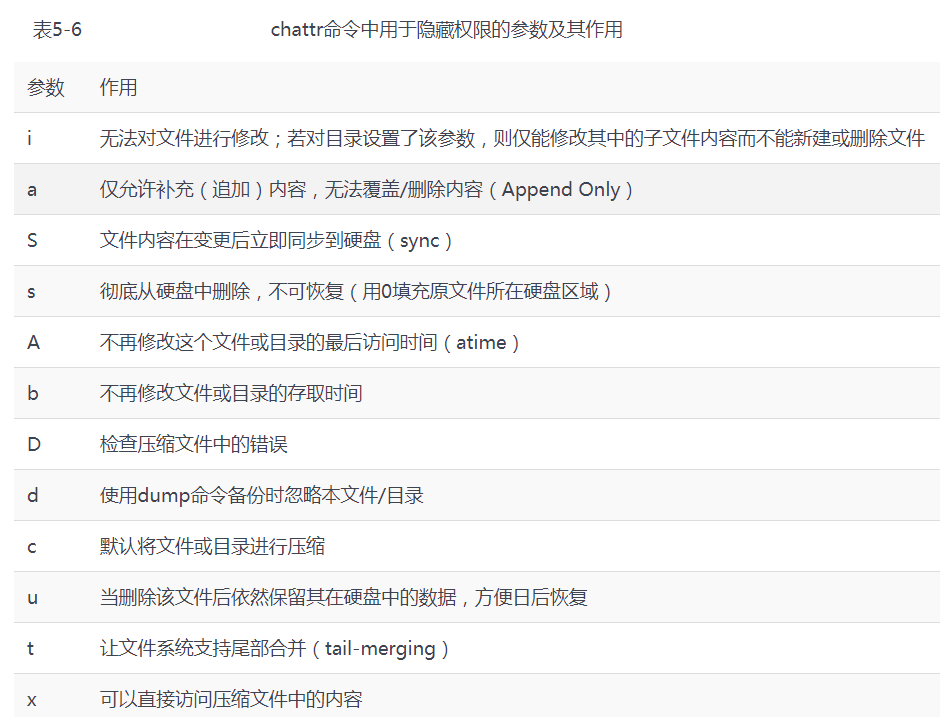 表5-6 chattr命令中用于隐藏权限的参数及其作用
参数 作用
i 无法对文件进行修改；若对目录设置了该参数，则仅能修改其中的子文件内容而不能新建或删除文件
a 仅允许补充（追加）内容，无法覆盖/删除内容（Append Only）
S 文件内容在变更后立即同步到硬盘（sync）
s 彻底从硬盘中删除，不可恢复（用0填充原文件所在硬盘区域）
A 不再修改这个文件或目录的最后访问时间（atime）
b 不再修改文件或目录的存取时间
D 检查压缩文件中的错误
d 使用dump命令备份时忽略本文件/目录
c 默认将文件或目录进行压缩
u 当删除该文件后依然保留其在硬盘中的数据，方便日后恢复
t 让文件系统支持尾部合并（tail-merging）
x 可以直接访问压缩文件中的内容